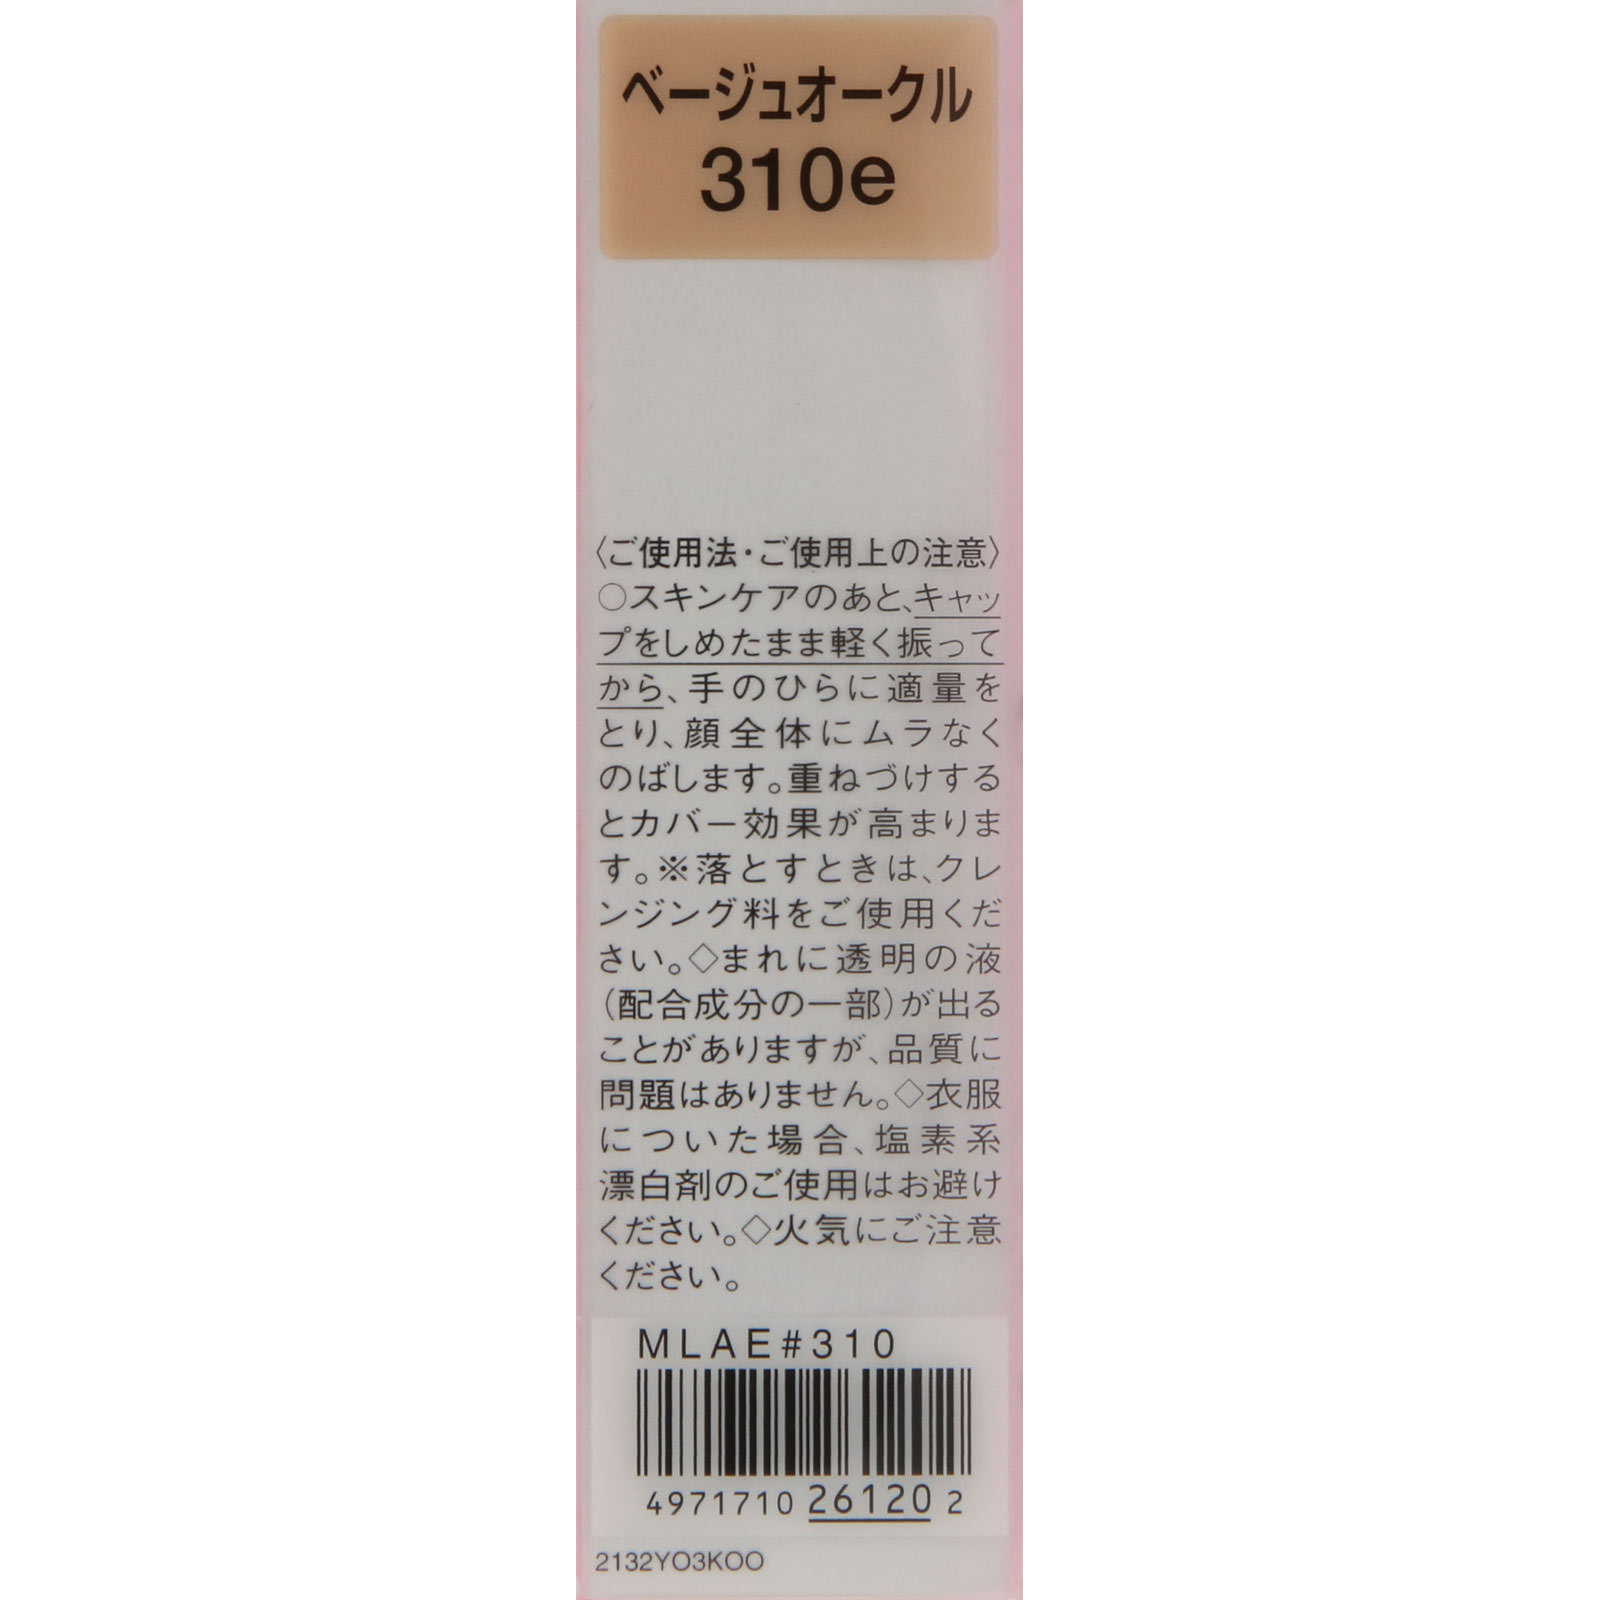 ベージュオークル
310e
〈ご使用法・ご使用上の注意〉
○スキンケアのあと、キャッ
プをしめたまま軽く振って
から、手のひらに適量を
とり、顔全体にムラなく
のばします。重ねづけする
とカバー効果が高まりま
す。※落とすときは、クレ
ンジング料をご使用くだ
さい。◇まれに透明の液
（配合成分の一部）が出る
ことがありますが、品質に
問題はありません。◇衣服
についた場合、塩素系
漂白剤のご使用はお避け
ください。◇火気にご注意
ください。
MLAE#310
4971710 26120 2
2132YO3KOO